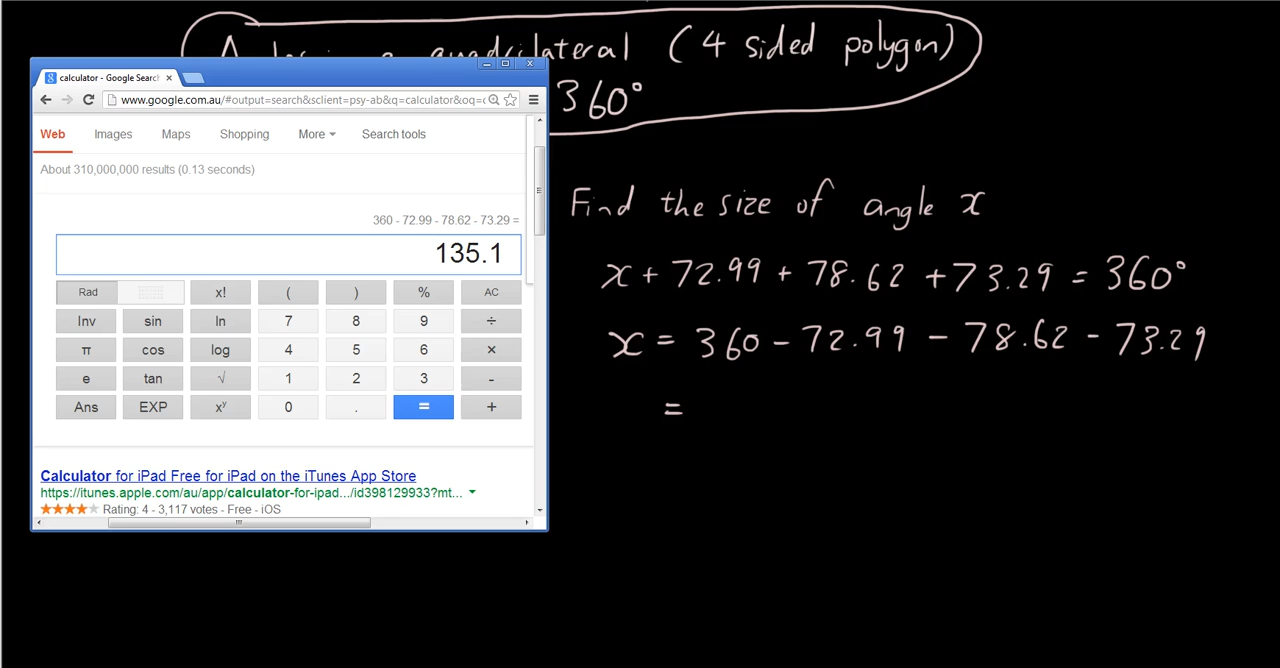 quadrilateral (4 sided polygon)
360°
calculator - Google Search
www.google.com.au/#output=search&sclient=psy-ab&q=calculator&oq=c
Web Images Maps Shopping More Search tools
About 310,000,000 results (0.13 seconds)
360 - 72.99 - 78.62 - 73.29 =
135.1
Rad x! ( ) % AC
Inv sin ln 7 8 9 ÷
π cos log 4 5 6 ×
e tan √ 1 2 3 -
Ans EXP xʸ 0 . = +
Calculator for iPad Free for iPad on the iTunes App Store
https://itunes.apple.com/au/app/calculator-for-ipad.../id398129933?mt...
Rating: 4 - 3,117 votes - Free - iOS
Find the size of angle x
x + 72.99 + 78.62 + 73.29 = 360°
x = 360 - 72.99 - 78.62 - 73.29
=